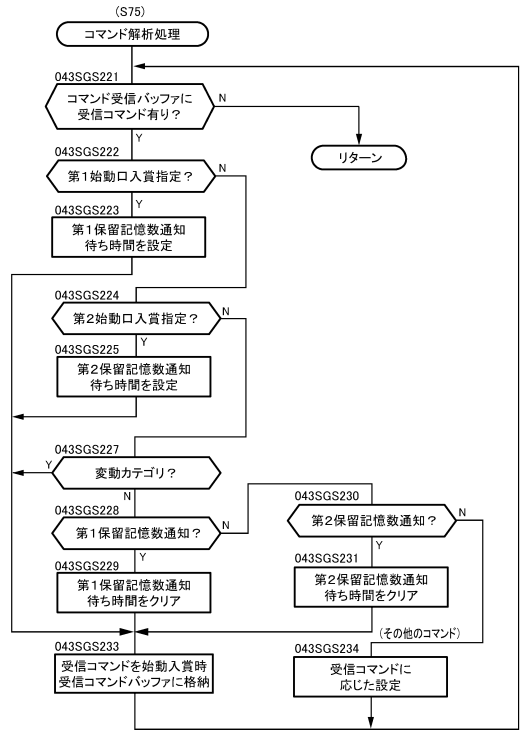 (S75)
コマンド解析処理
043SGS221
コマンド受信バッファに
受信コマンド有り？
N
Y
リターン
043SGS222
第１始動口入賞指定？
N
Y
043SGS223
第１保留記憶数通知
待ち時間を設定
043SGS224
第２始動口入賞指定？
N
Y
043SGS225
第２保留記憶数通知
待ち時間を設定
043SGS227
Y
変動カテゴリ？
N
043SGS228
第１保留記憶数通知？
N
Y
043SGS230
第２保留記憶数通知？
N
Y
043SGS229
第１保留記憶数通知
待ち時間をクリア
043SGS231
第２保留記憶数通知
待ち時間をクリア
(その他のコマンド)
043SGS233
受信コマンドを始動入賞時
受信コマンドバッファに格納
043SGS234
受信コマンドに
応じた設定